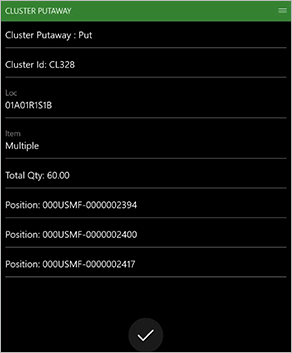 CLUSTER PUTAWAY
Cluster Putaway : Put
Cluster Id: CL328
Loc
01A01R1S1B
Item
Multiple
Total Qty: 60.00
Position: 000USMF-0000002394
Position: 000USMF-0000002400
Position: 000USMF-0000002417